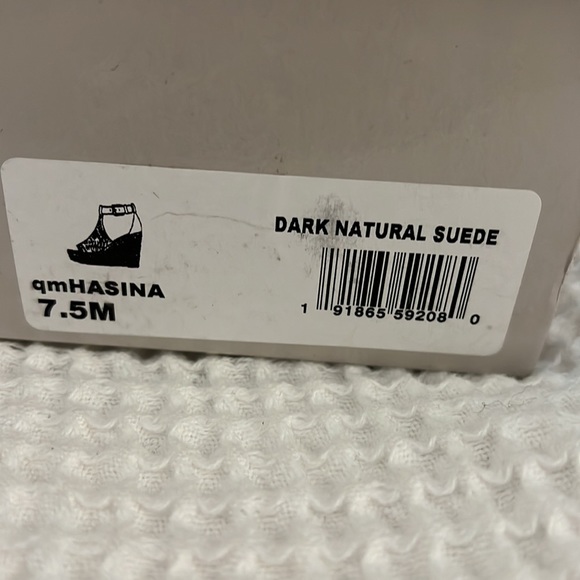 DARK NATURAL SUEDE
qmHASINA
7.5M
1 91865 59208 0